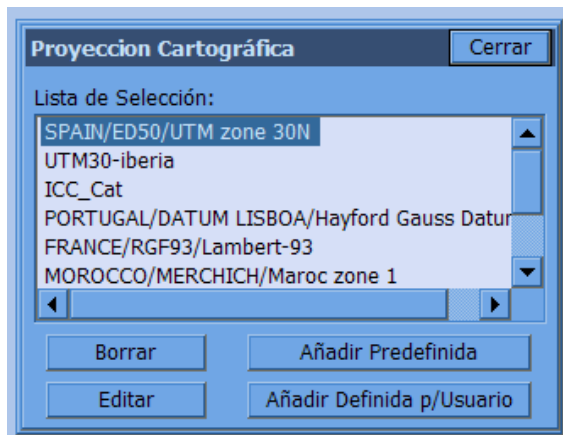 Proyeccion Cartográfica
Cerrar
Lista de Selección:
SPAIN/ED50/UTM zone 30N
UTM30-iberia
ICC_Cat
PORTUGAL/DATUM LISBOA/Hayford Gauss Datur
FRANCE/RGF93/Lambert-93
MOROCCO/MERCHICH/Maroc zone 1
Borrar
Añadir Predefinida
Editar
Añadir Definida p/Usuario